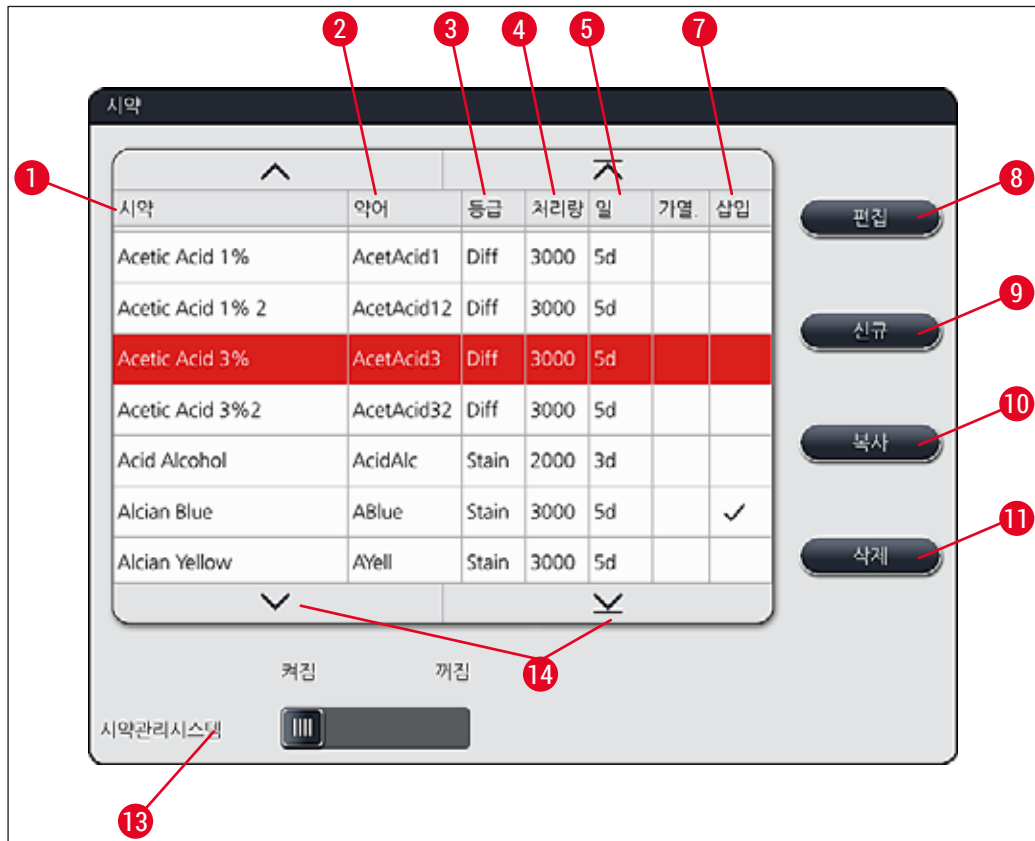 2 3 4 5 7
시약
1
시약 약어 등급 처리량 일 가열. 삽입
8 편집
Acetic Acid 1% AcetAcid1 Diff 3000 5d
Acetic Acid 1% 2 AcetAcid12 Diff 3000 5d
9 신규
Acetic Acid 3% AcetAcid3 Diff 3000 5d
Acetic Acid 3%2 AcetAcid32 Diff 3000 5d
10 복사
Acid Alcohol AcidAlc Stain 2000 3d
Alcian Blue ABlue Stain 3000 5d ✓
11 삭제
Alcian Yellow AYell Stain 3000 5d
14
켜짐 꺼짐
시약관리시스템
13